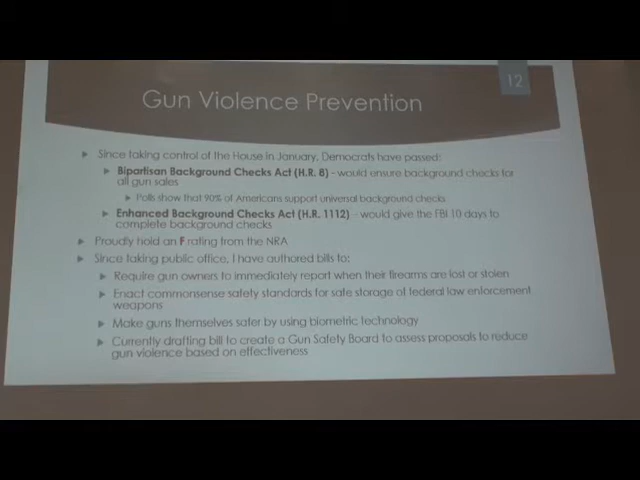 12
Gun Violence Prevention
Since taking control of the House in January, Democrats have passed:
Bipartisan Background Checks Act (H.R. 8) - would ensure background checks for
all gun sales
Polls show that 90% of Americans support universal background checks
Enhanced Background Checks Act (H.R. 1112) - would give the FBI 10 days to
complete background checks
Proudly hold an F rating from the NRA
Since taking public office, I have authored bills to:
Require gun owners to immediately report when their firearms are lost or stolen
Enact commonsense safety standards for safe storage of federal law enforcement
weapons
Make guns themselves safer by using biometric technology
Currently drafting bill to create a Gun Safety Board to assess proposals to reduce
gun violence based on effectiveness